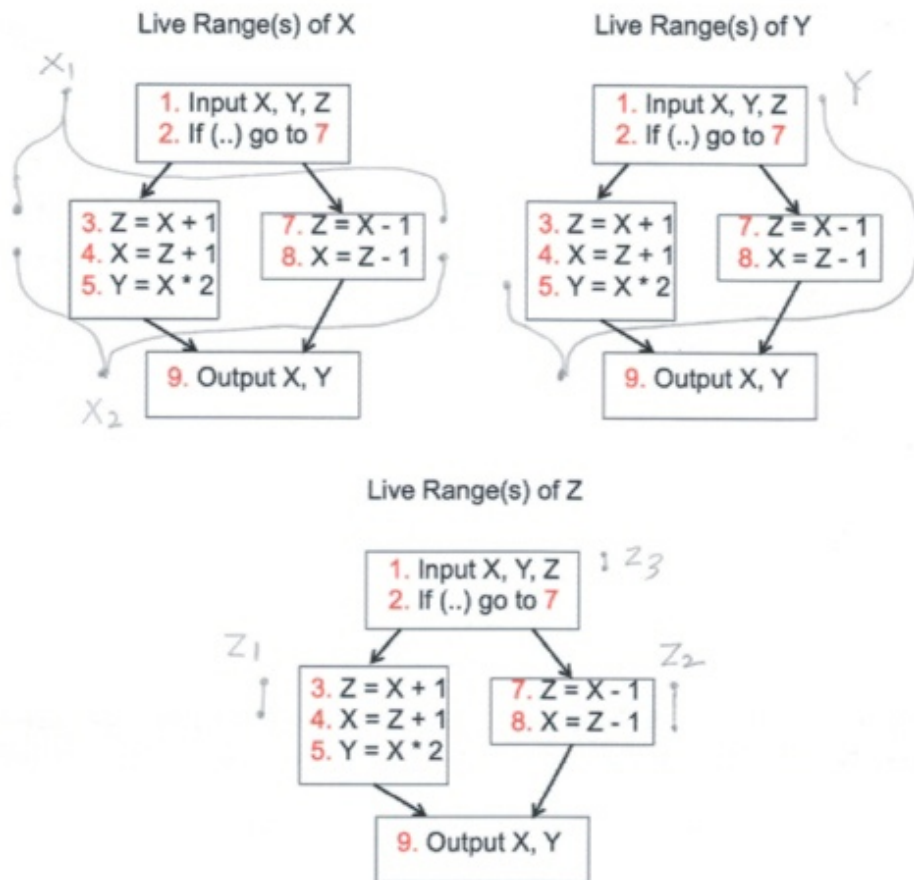 Live Range(s) of X
X1
1. Input X, Y, Z
2. If (..) go to 7
3. Z = X + 1
4. X = Z + 1
5. Y = X * 2
7. Z = X - 1
8. X = Z - 1
9. Output X, Y
X2
Live Range(s) of Y
Y
1. Input X, Y, Z
2. If (..) go to 7
3. Z = X + 1
4. X = Z + 1
5. Y = X * 2
7. Z = X - 1
8. X = Z - 1
9. Output X, Y
Live Range(s) of Z
1. Input X, Y, Z
2. If (..) go to 7
Z3
Z1
3. Z = X + 1
4. X = Z + 1
5. Y = X * 2
Z2
7. Z = X - 1
8. X = Z - 1
9. Output X, Y